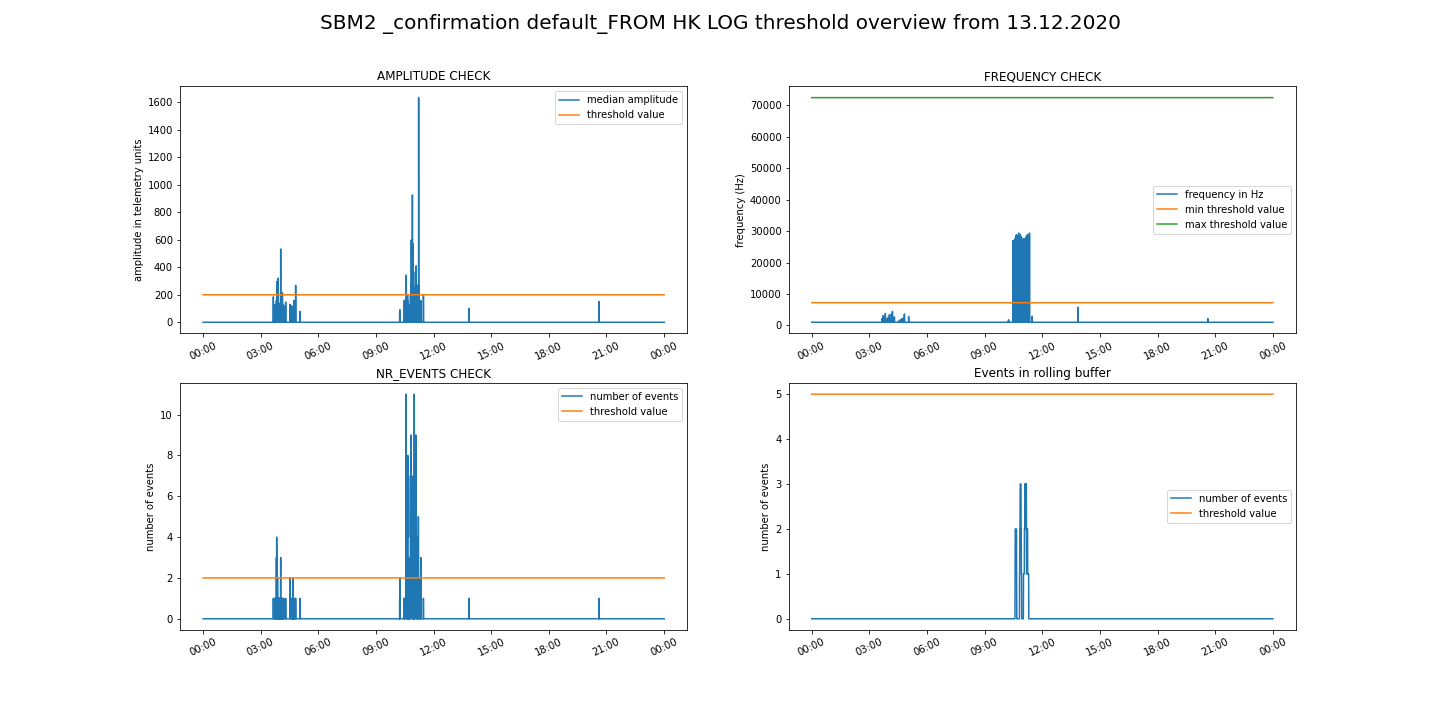 SBM2 _confirmation default_FROM HK LOG threshold overview from 13.12.2020
AMPLITUDE CHECK
amplitude in telemetry units
1600
1400
1200
1000
800
600
400
200
0
median amplitude
threshold value
00:00 03:00 06:00 09:00 12:00 15:00 18:00 21:00 00:00
FREQUENCY CHECK
frequency (Hz)
70000
60000
50000
40000
30000
20000
10000
0
frequency in Hz
min threshold value
max threshold value
00:00 03:00 06:00 09:00 12:00 15:00 18:00 21:00 00:00
NR_EVENTS CHECK
number of events
10
8
6
4
2
0
number of events
threshold value
00:00 03:00 06:00 09:00 12:00 15:00 18:00 21:00 00:00
Events in rolling buffer
number of events
5
4
3
2
1
0
number of events
threshold value
00:00 03:00 06:00 09:00 12:00 15:00 18:00 21:00 00:00